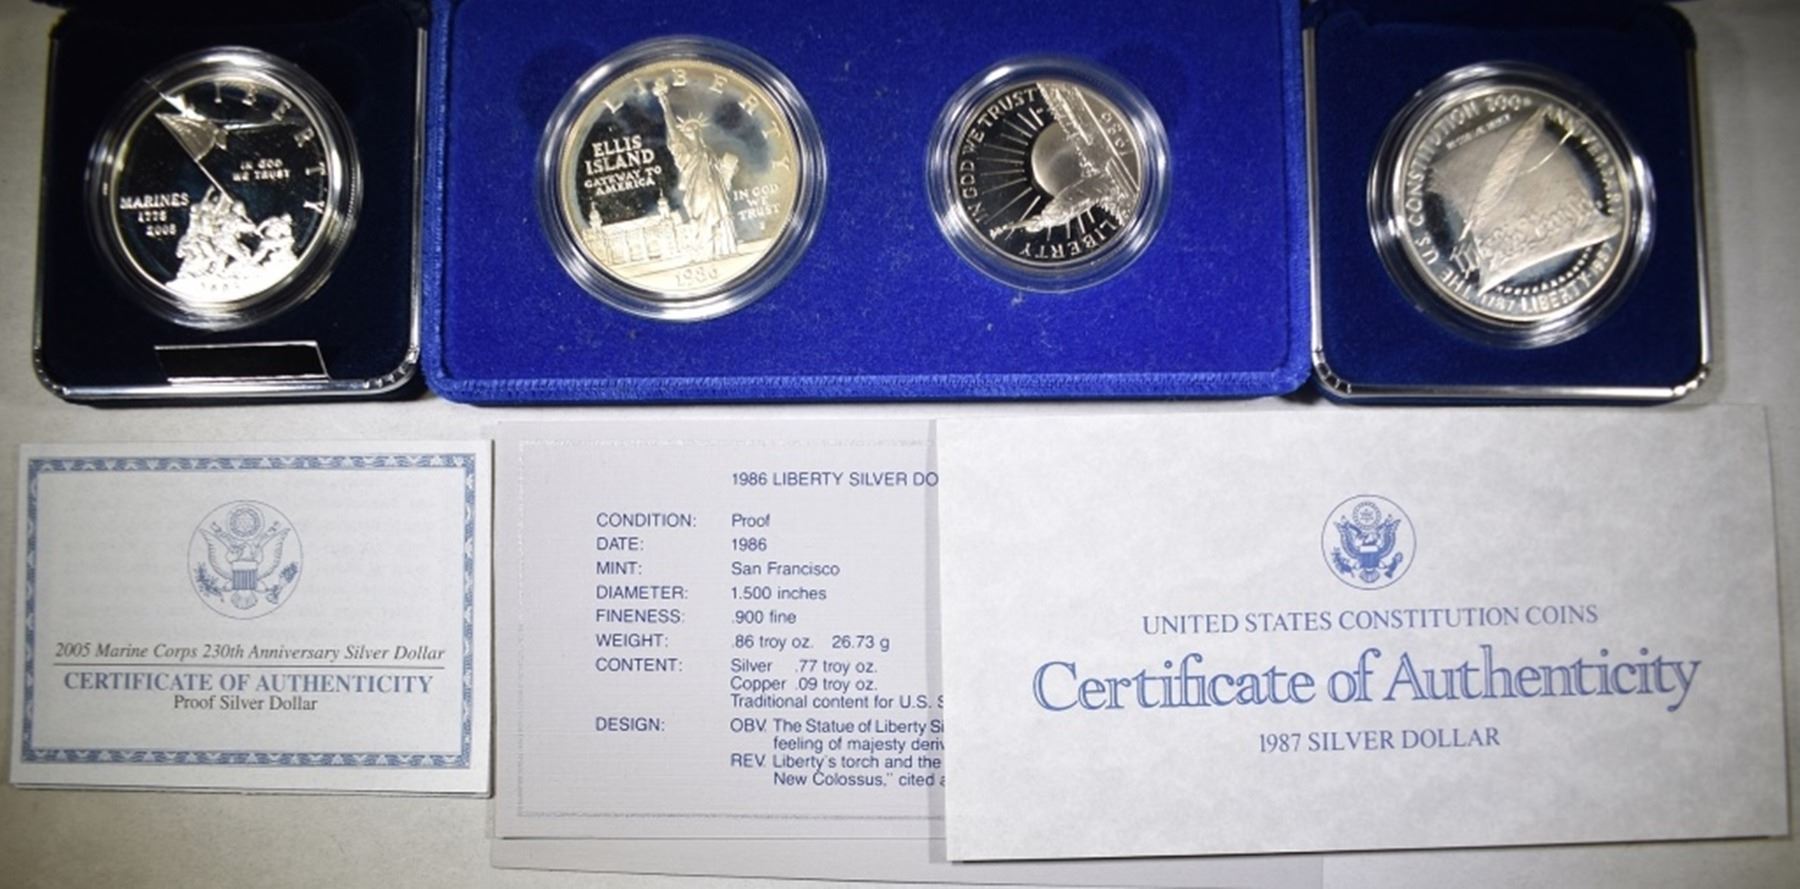 LIBERTY
IN GOD
WE TRUST
MARINES
1775
2005
LIBERTY
ELLIS
ISLAND
GATEWAY TO
AMERICA
IN GOD
WE
TRUST
1986
IN GOD WE TRUST
LIBERTY
THE U.S. CONSTITUTION 200th ANNIVERSARY
1787 LIBERTY 1987
2005 Marine Corps 230th Anniversary Silver Dollar
CERTIFICATE OF AUTHENTICITY
Proof Silver Dollar
1986 LIBERTY SILVER DO
CONDITION: Proof
DATE: 1986
MINT: San Francisco
DIAMETER: 1.500 inches
FINENESS: .900 fine
WEIGHT: .86 troy oz. 26.73 g
CONTENT: Silver .77 troy oz.
Copper .09 troy oz.
Traditional content for U.S. S
DESIGN: OBV. The Statue of Liberty Si
feeling of majesty deriv
REV. Liberty's torch and the
New Colossus," cited a
UNITED STATES CONSTITUTION COINS
Certificate of Authenticity
1987 SILVER DOLLAR